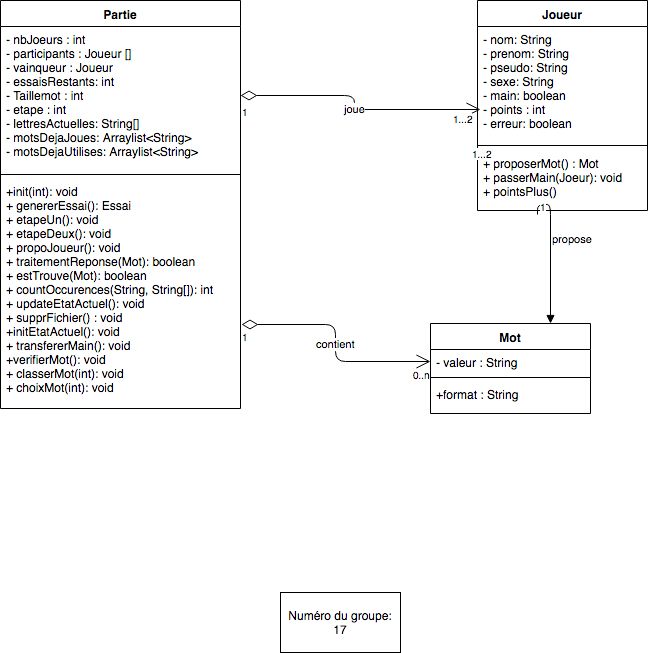 Partie
- nbJoeurs : int
- participants : Joueur []
- vainqueur : Joueur
- essaisRestants: int
- Taillemot : int
- etape : int
- lettresActuelles: String[]
- motsDejaJoues: Arraylist<String>
- motsDejaUtilises: Arraylist<String>
+init(int): void
+ genererEssai(): Essai
+ etapeUn(): void
+ etapeDeux(): void
+ propoJoueur(): void
+ traitementReponse(Mot): boolean
+ estTrouve(Mot): boolean
+ countOccurences(String, String[]): int
+ updateEtatActuel(): void
+ supprFichier() : void
+initEtatActuel(): void
+ transfererMain(): void
+verifierMot(): void
+ classerMot(int): void
+ choixMot(int): void
1
joue
1...2
Joueur
- nom: String
- prenom: String
- pseudo: String
- sexe: String
- main: boolean
- points : int
- erreur: boolean
1...2
+ proposerMot() : Mot
+ passerMain(Joeur): void
+ pointsPlus()
(1)
propose
1
contient
0..n
Mot
- valeur : String
+format : String
Numéro du groupe:
17